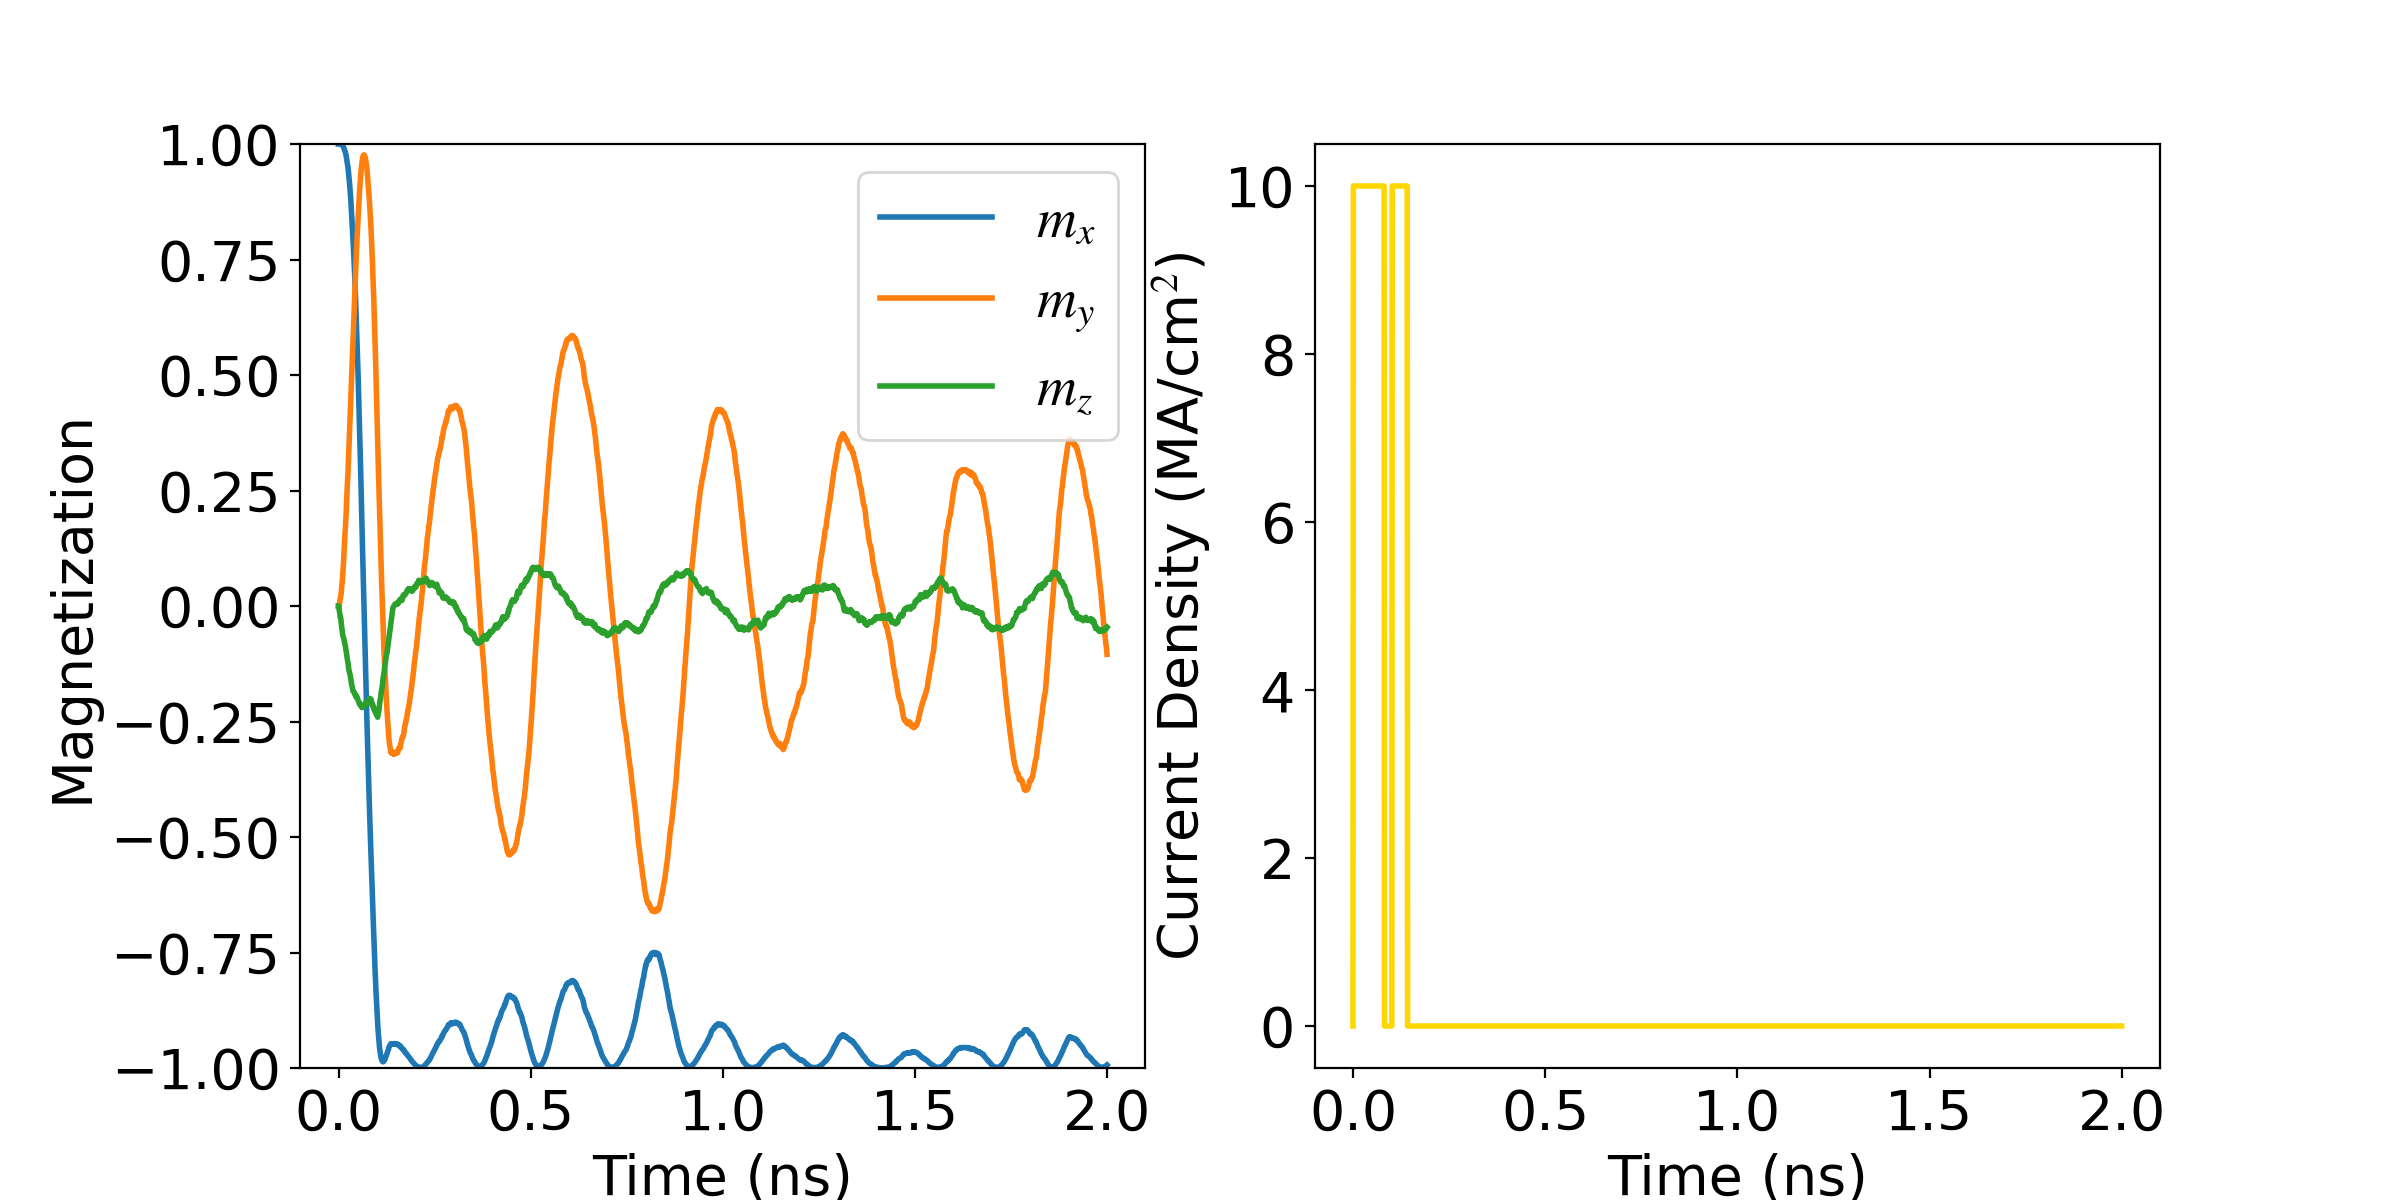 1.00
0.75
0.50
0.25
0.00
−0.25
−0.50
−0.75
−1.00
Magnetization
0.0 0.5 1.0 1.5 2.0
Time (ns)
m_x
m_y
m_z
10
8
6
4
2
0
Current Density (MA/cm²)
0.0 0.5 1.0 1.5 2.0
Time (ns)